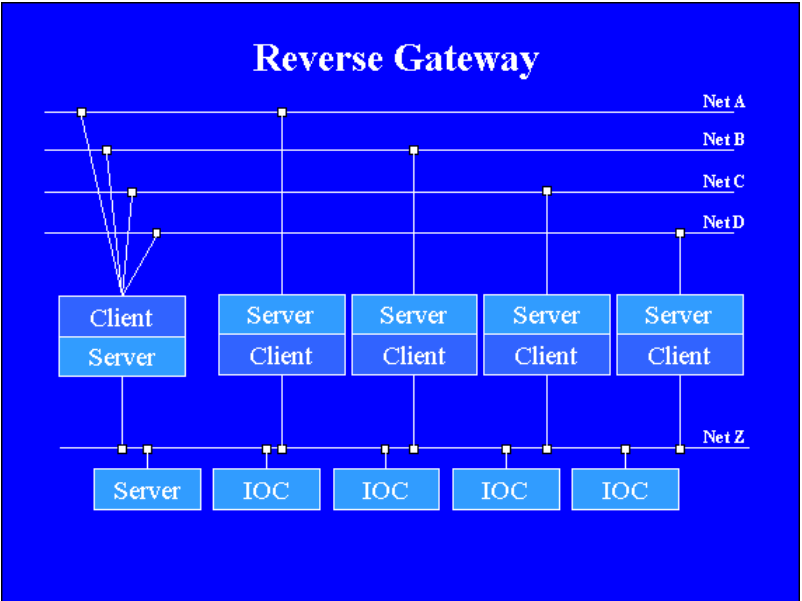 Reverse Gateway
Net A
Net B
Net C
Net D
Client
Server
Server
Client
Server
Client
Server
Client
Server
Client
Net Z
Server
IOC
IOC
IOC
IOC